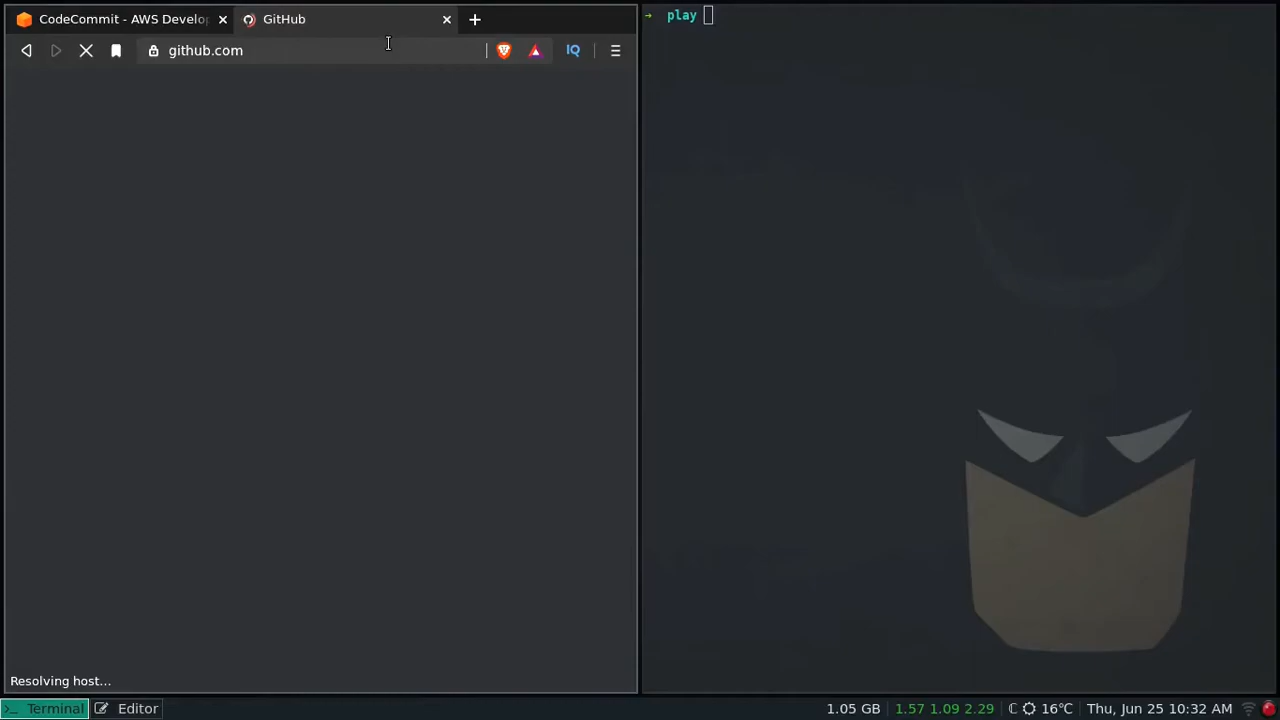 CodeCommit - AWS Develop
GitHub
github.com
IQ
Resolving host...
→ play
>_ Terminal
Editor
1.05 GB
1.57 1.09 2.29
16°C
Thu, Jun 25 10:32 AM